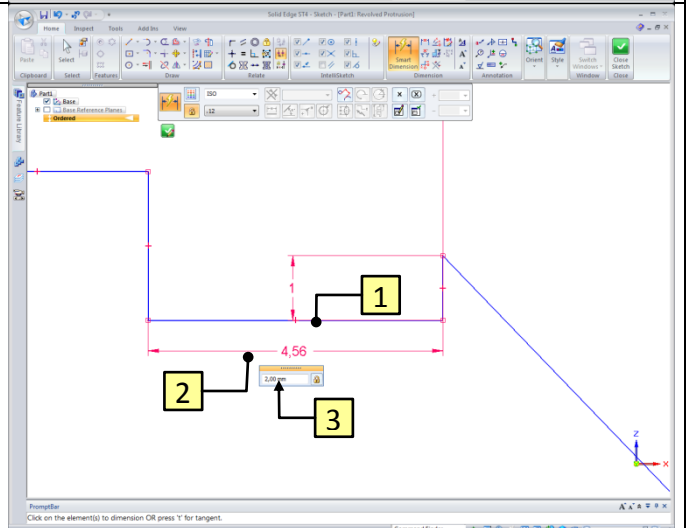 Solid Edge ST8 - Sketch - [Part1: Revolved Protrusion]
Home Inspect Tools Add Ins View
Paste
Select
Smart Dimension
Orient
Style
Switch Windows
Close Sketch
Clipboard Select Features Draw Relate IntelliSketch Dimension Annotation Window Close
Feature Library
Part1
Base
Base Reference Planes
Ordered
ISO
.12
1
1
4,56
2
2,00 mm
3
Z
X
PromptBar
Click on the element(s) to dimension OR press 't' for tangent.